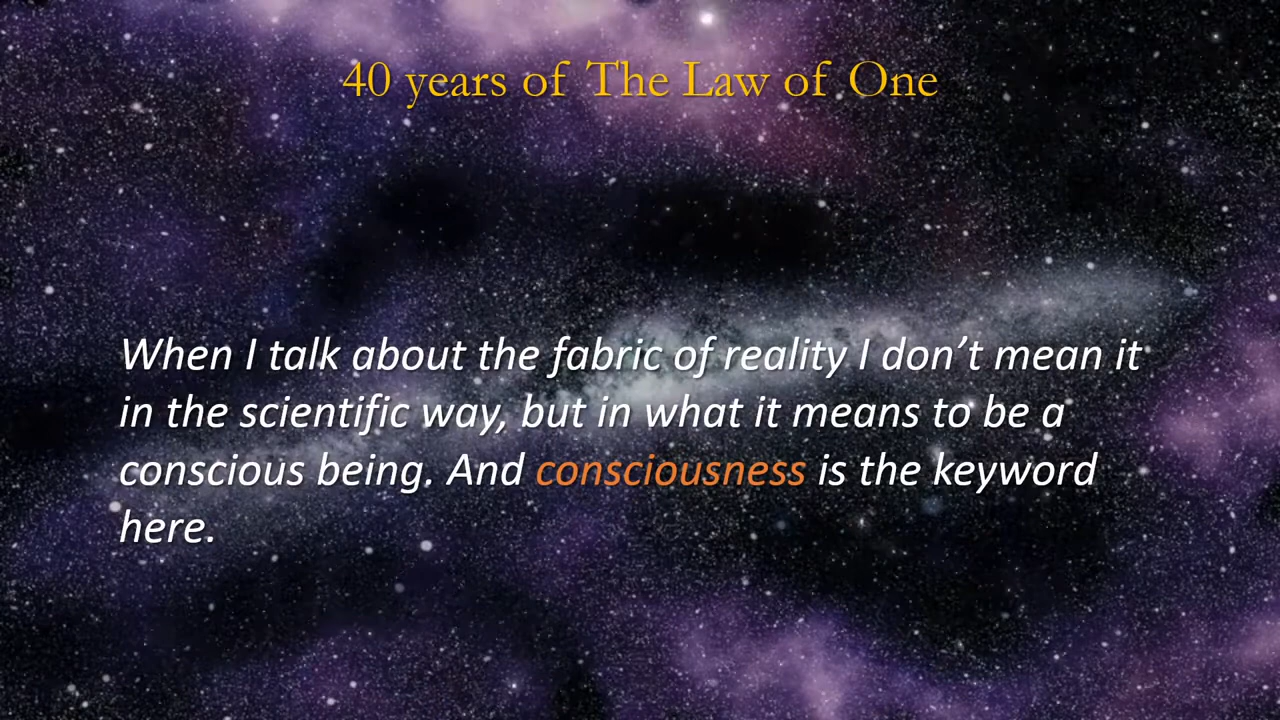 40 years of The Law of One
When I talk about the fabric of reality I don’t mean it
in the scientific way, but in what it means to be a
conscious being. And consciousness is the keyword
here.